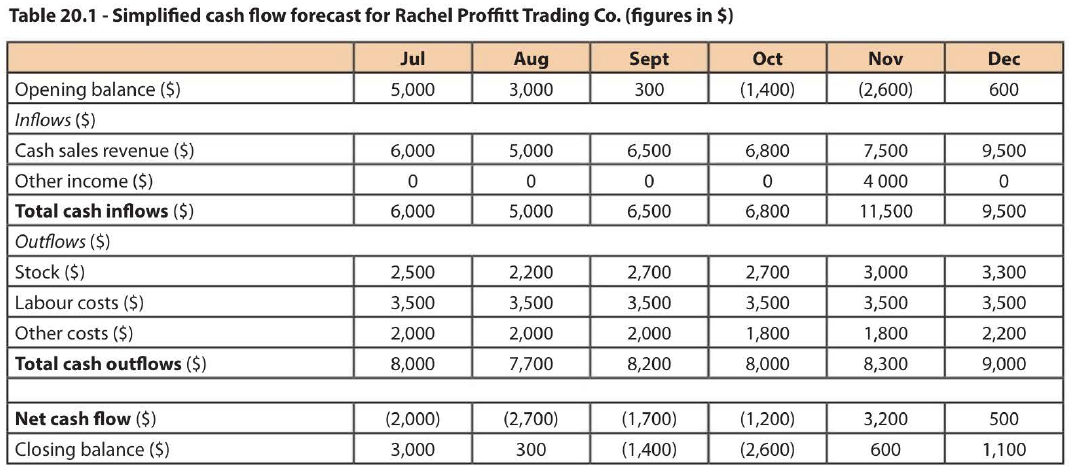 Table 20.1 - Simplified cash flow forecast for Rachel Proffitt Trading Co. (figures in $)
Jul Aug Sept Oct Nov Dec
Opening balance ($) 5,000 3,000 300 (1,400) (2,600) 600
Inflows ($)
Cash sales revenue ($) 6,000 5,000 6,500 6,800 7,500 9,500
Other income ($) 0 0 0 0 4 000 0
Total cash inflows ($) 6,000 5,000 6,500 6,800 11,500 9,500
Outflows ($)
Stock ($) 2,500 2,200 2,700 2,700 3,000 3,300
Labour costs ($) 3,500 3,500 3,500 3,500 3,500 3,500
Other costs ($) 2,000 2,000 2,000 1,800 1,800 2,200
Total cash outflows ($) 8,000 7,700 8,200 8,000 8,300 9,000
Net cash flow ($) (2,000) (2,700) (1,700) (1,200) 3,200 500
Closing balance ($) 3,000 300 (1,400) (2,600) 600 1,100